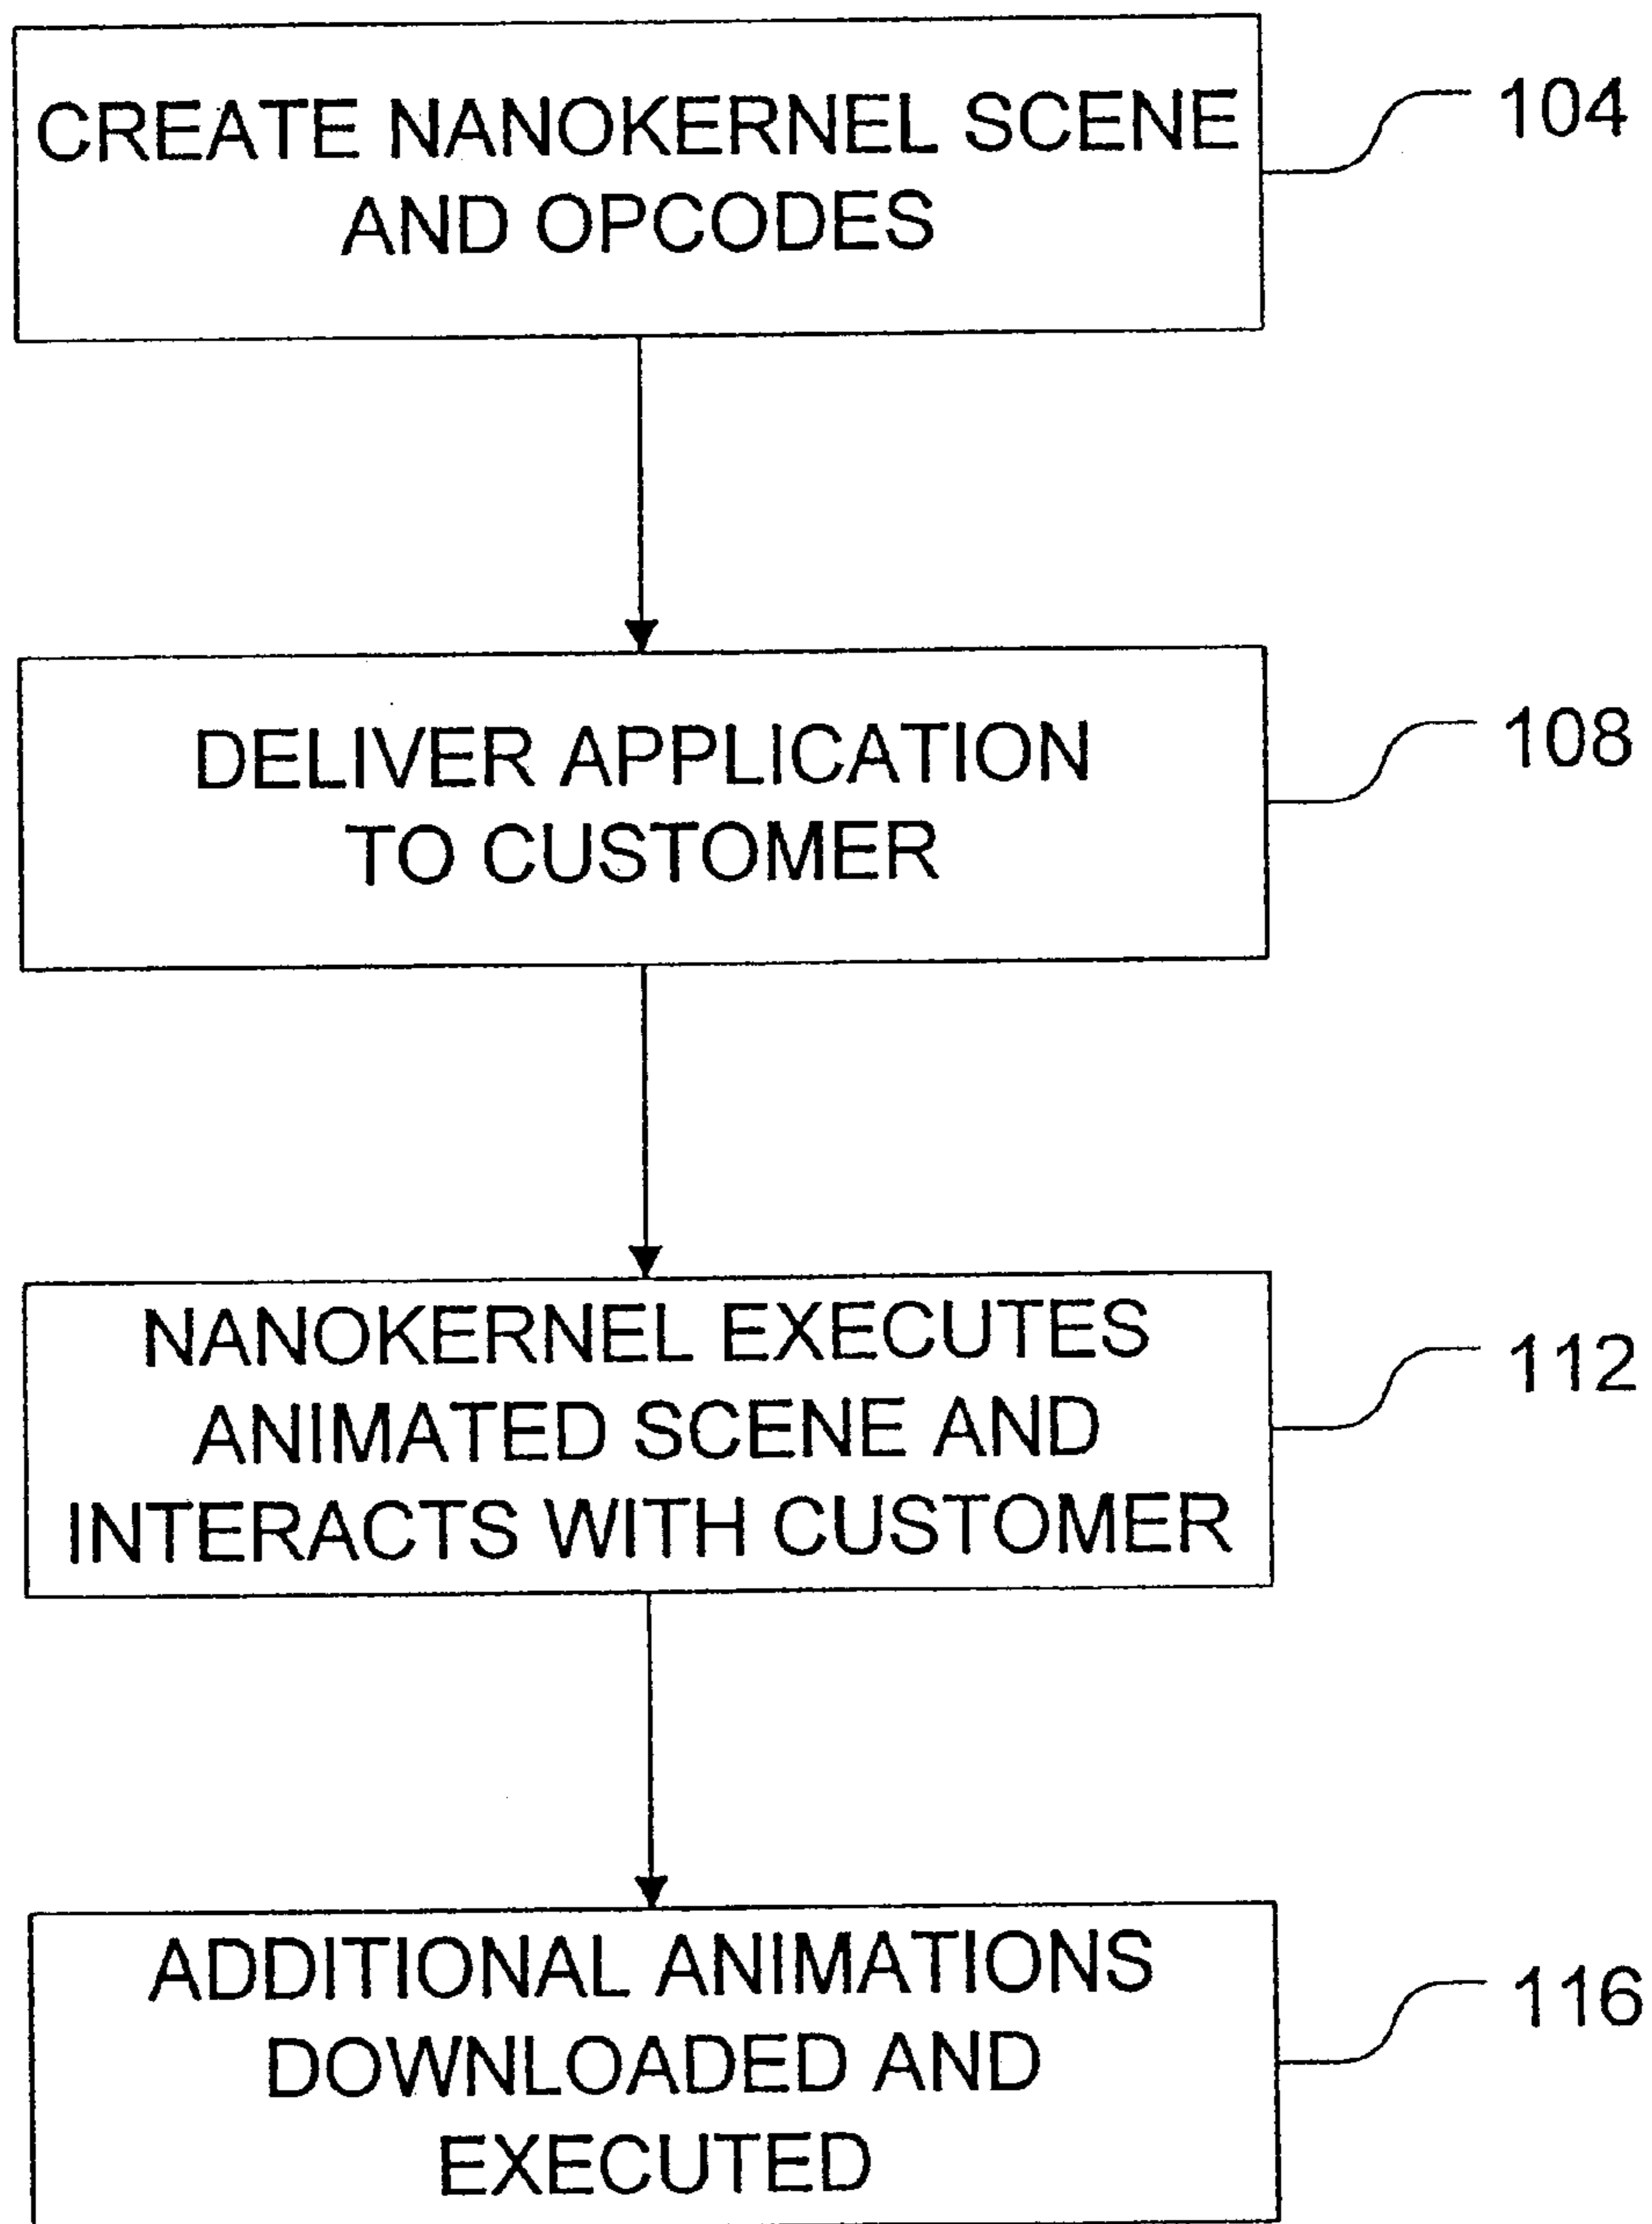 CREATE NANOKERNEL SCENE
AND OPCODES
104
DELIVER APPLICATION
TO CUSTOMER
108
NANOKERNEL EXECUTES
ANIMATED SCENE AND
INTERACTS WITH CUSTOMER
112
ADDITIONAL ANIMATIONS
DOWNLOADED AND
EXECUTED
116